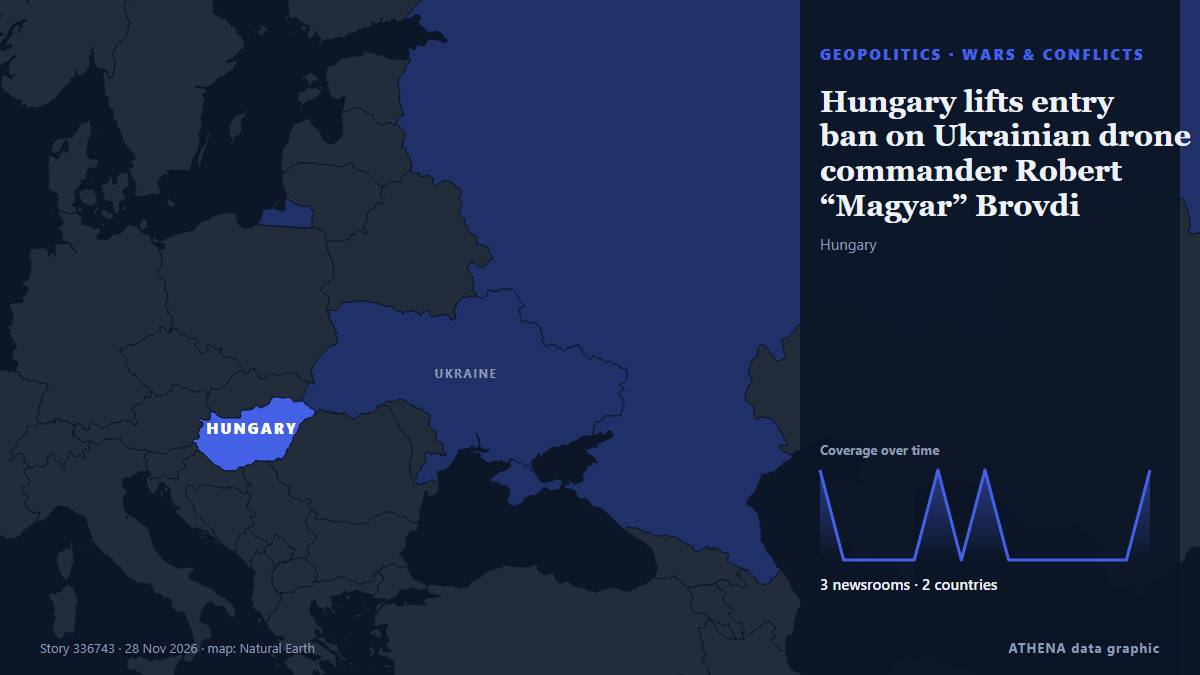 GEOPOLITICS · WARS & CONFLICTS
Hungary lifts entry
ban on Ukrainian drone
commander Robert
“Magyar” Brovdi
Hungary
UKRAINE
HUNGARY
Coverage over time
3 newsrooms · 2 countries
Story 336743 · 28 Nov 2026 · map: Natural Earth
ATHENA data graphic